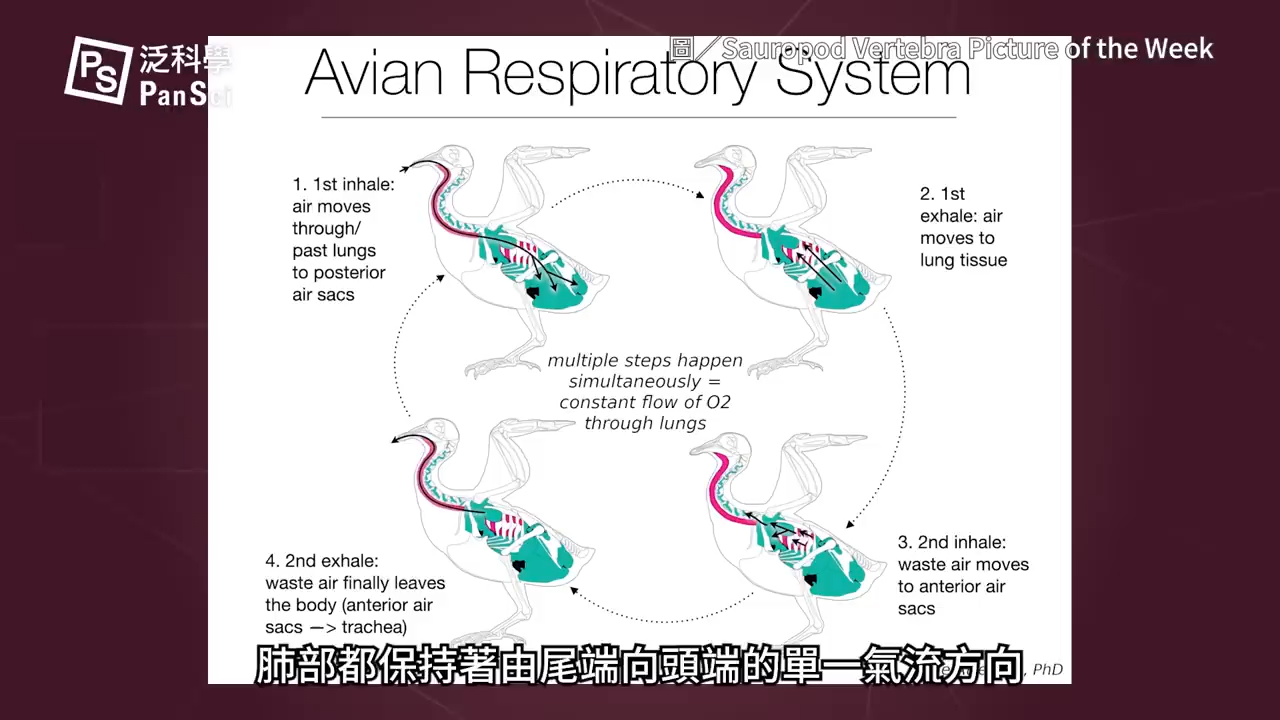 泛科學
PanSci
圖／Sauropod Vertebra Picture of the Week
Avian Respiratory System
1. 1st inhale:
air moves
through/
past lungs
to posterior
air sacs
2. 1st
exhale: air
moves to
lung tissue
multiple steps happen
simultaneously =
constant flow of O2
through lungs
3. 2nd inhale:
waste air moves
to anterior air
sacs
4. 2nd exhale:
waste air finally leaves
the body (anterior air
sacs —> trachea)
肺部都保持著由尾端向頭端的單一氣流方向
PhD